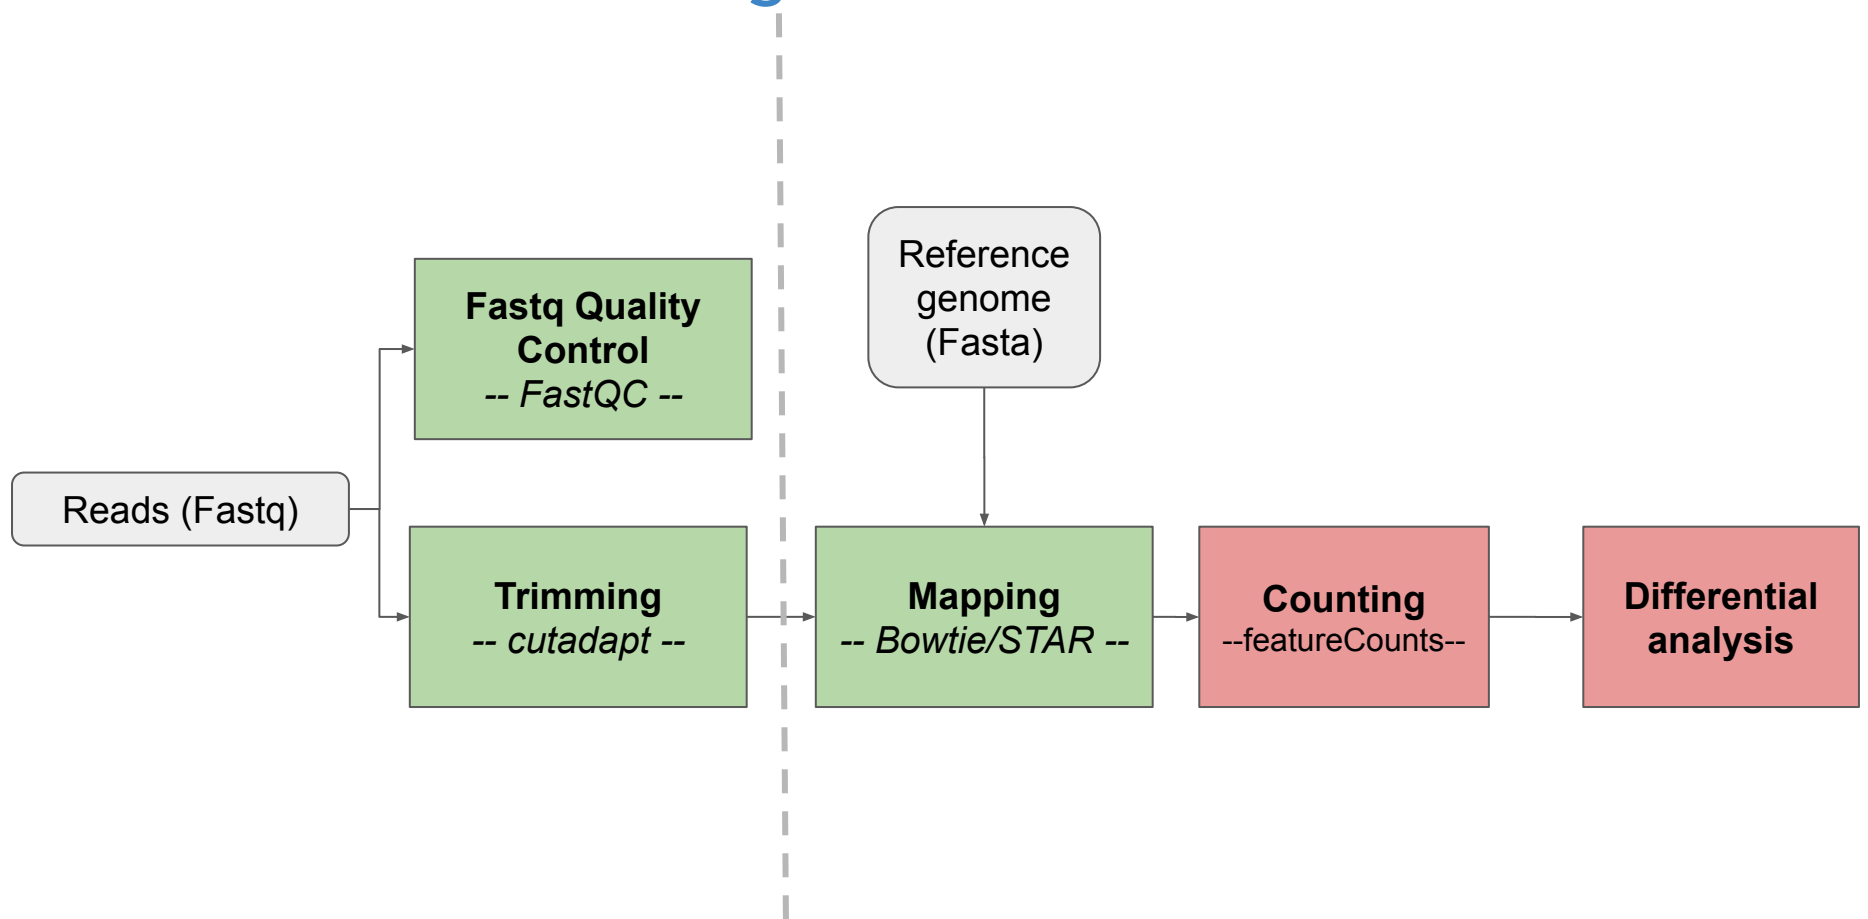 Fastq Quality
Control
-- FastQC --
Reads (Fastq)
Trimming
-- cutadapt --
Reference
genome
(Fasta)
Mapping
-- Bowtie/STAR --
Counting
--featureCounts--
Differential
analysis